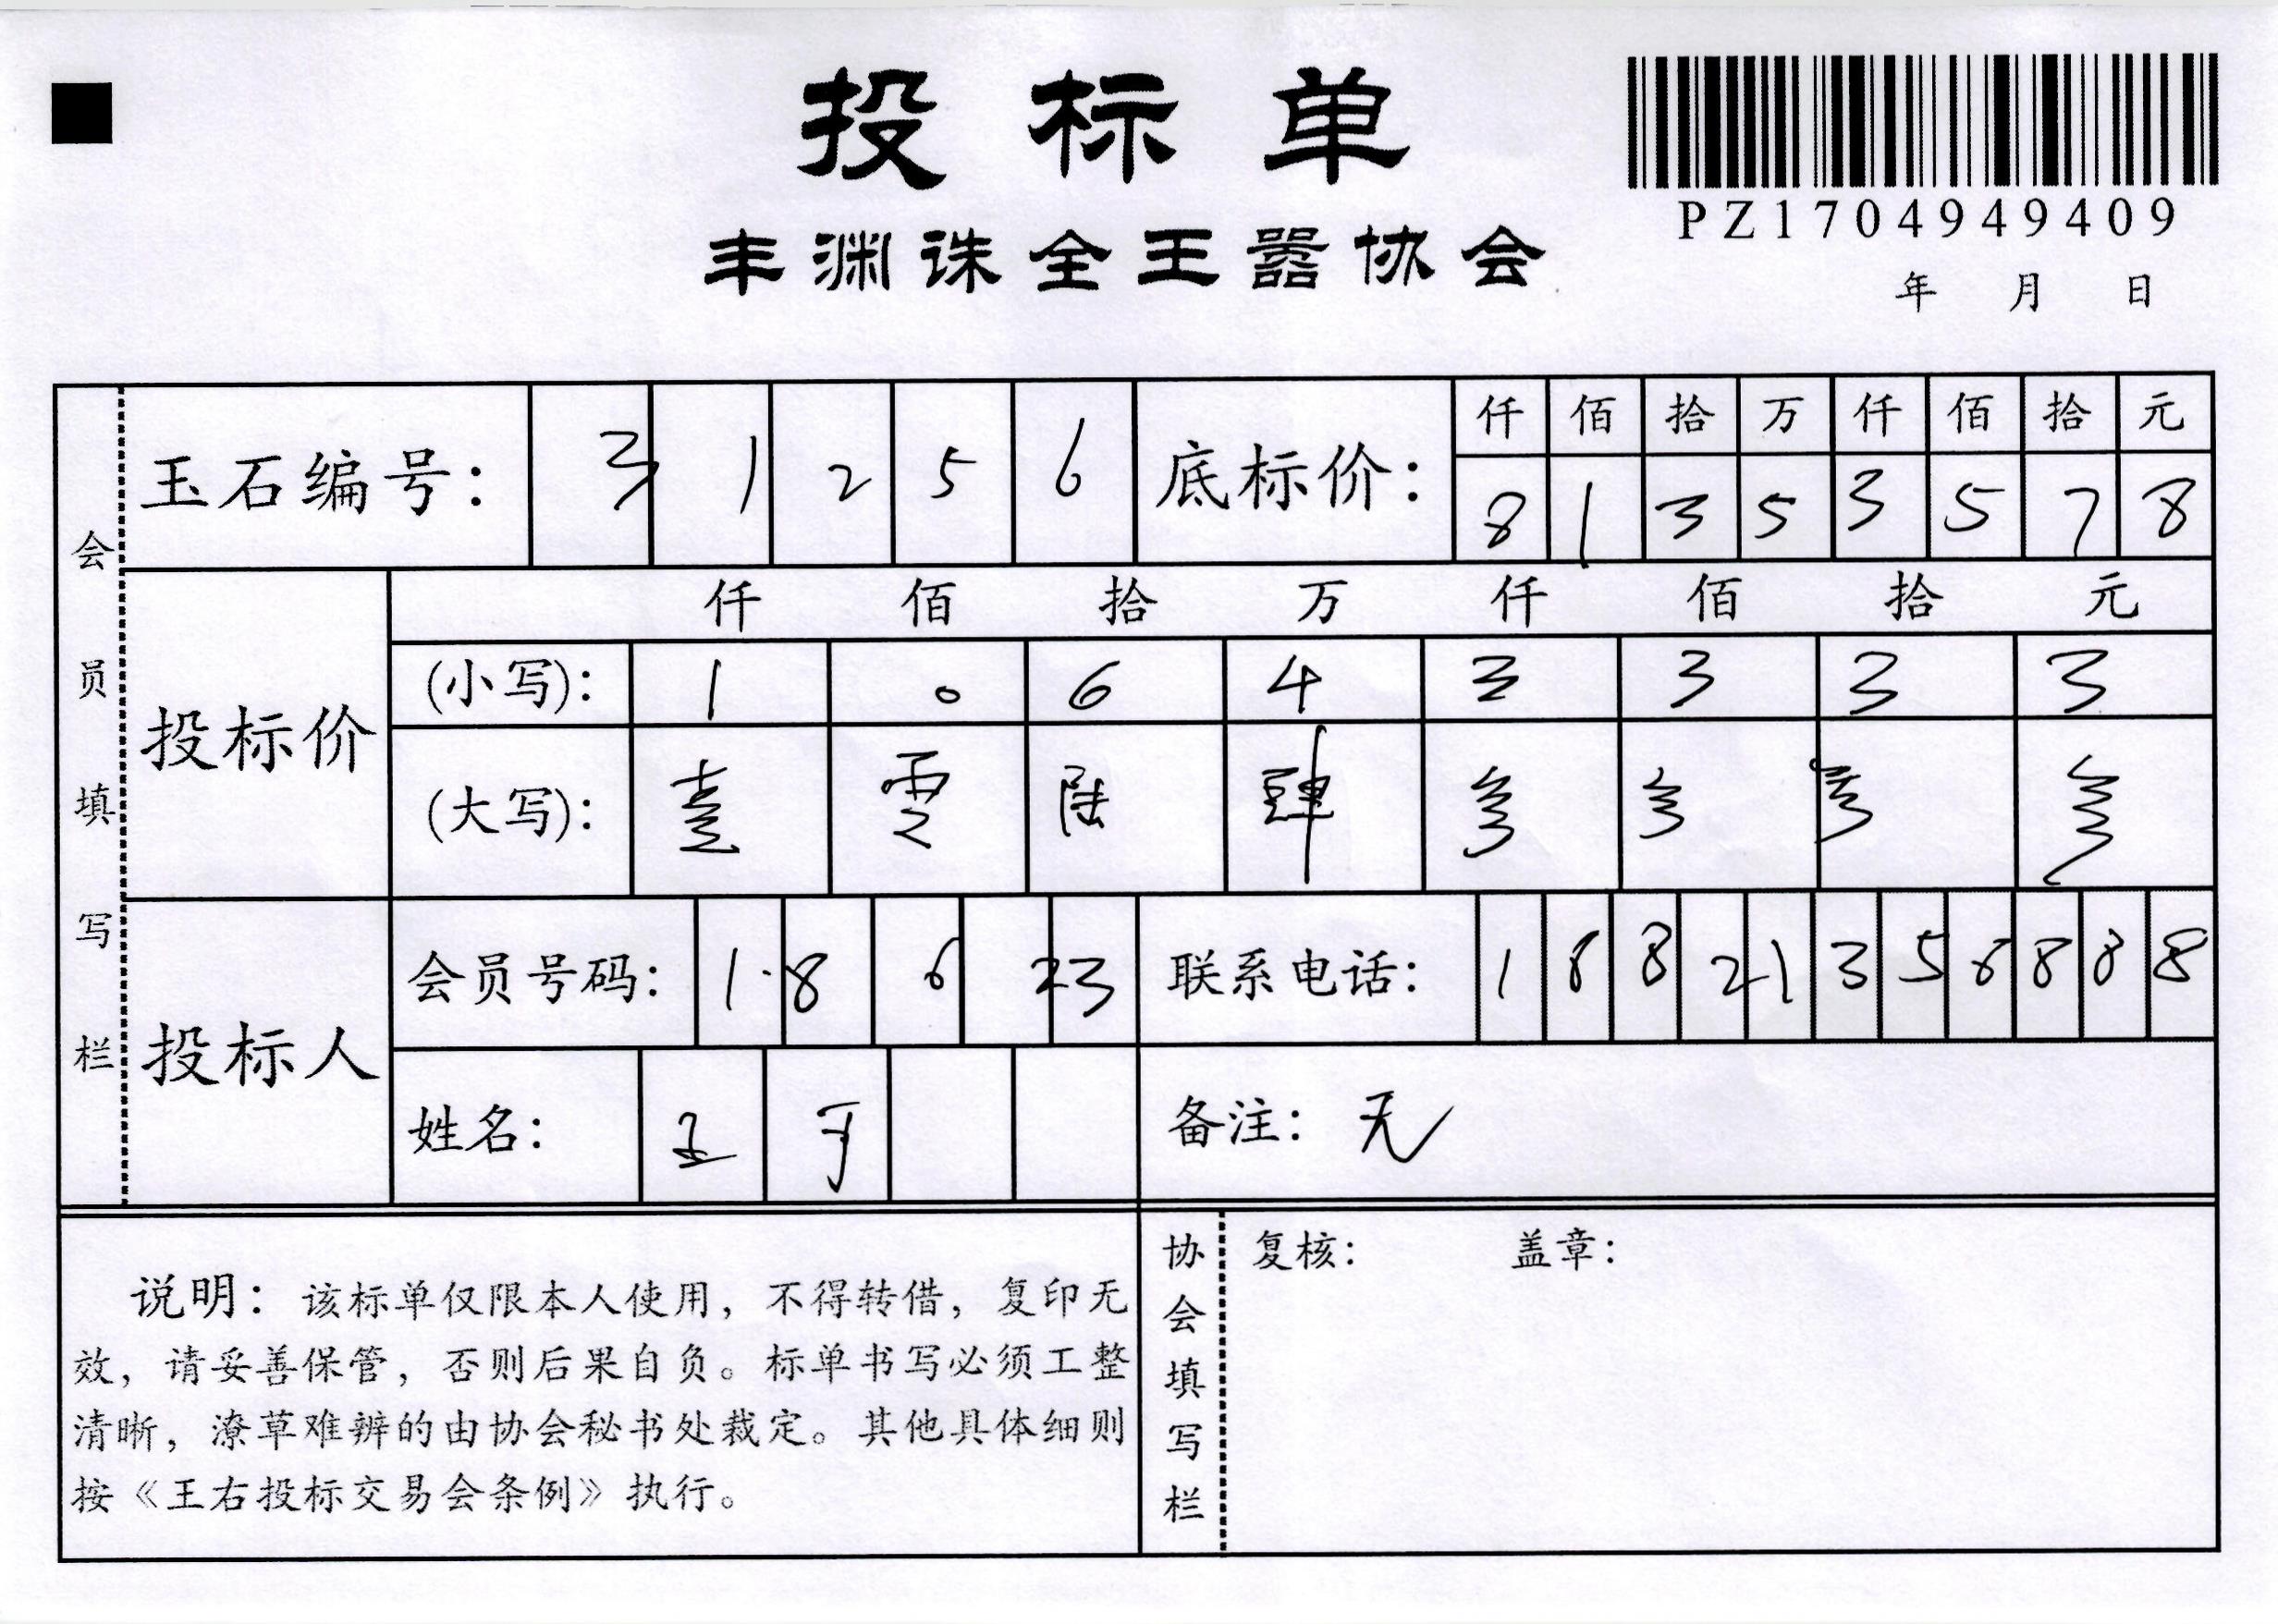 投标单
PZ1704949409
丰渊诛全王嚣协会
年 月 日
会员填写栏
玉石编号: 3 1 2 5 6
底标价: 仟 佰 拾 万 仟 佰 拾 元
8 1 3 5 3 5 7 8
投标价
仟 佰 拾 万 仟 佰 拾 元
(小写): 1 0 6 4 3 3 3 3
(大写): 壹 零 陆 肆 叁 叁 叁 叁
投标人
会员号码: 1 8 6 2 3
联系电话: 1 8 8 2 1 3 5 8 8 8 8
姓名: 王
备注: 无
说明: 该标单仅限本人使用, 不得转借, 复印无
效, 请妥善保管, 否则后果自负。标单书写必须工整
清晰, 潦草难辨的由协会秘书处裁定。其他具体细则
按《王右投标交易会条例》执行。
协会填写栏
复核: 盖章: